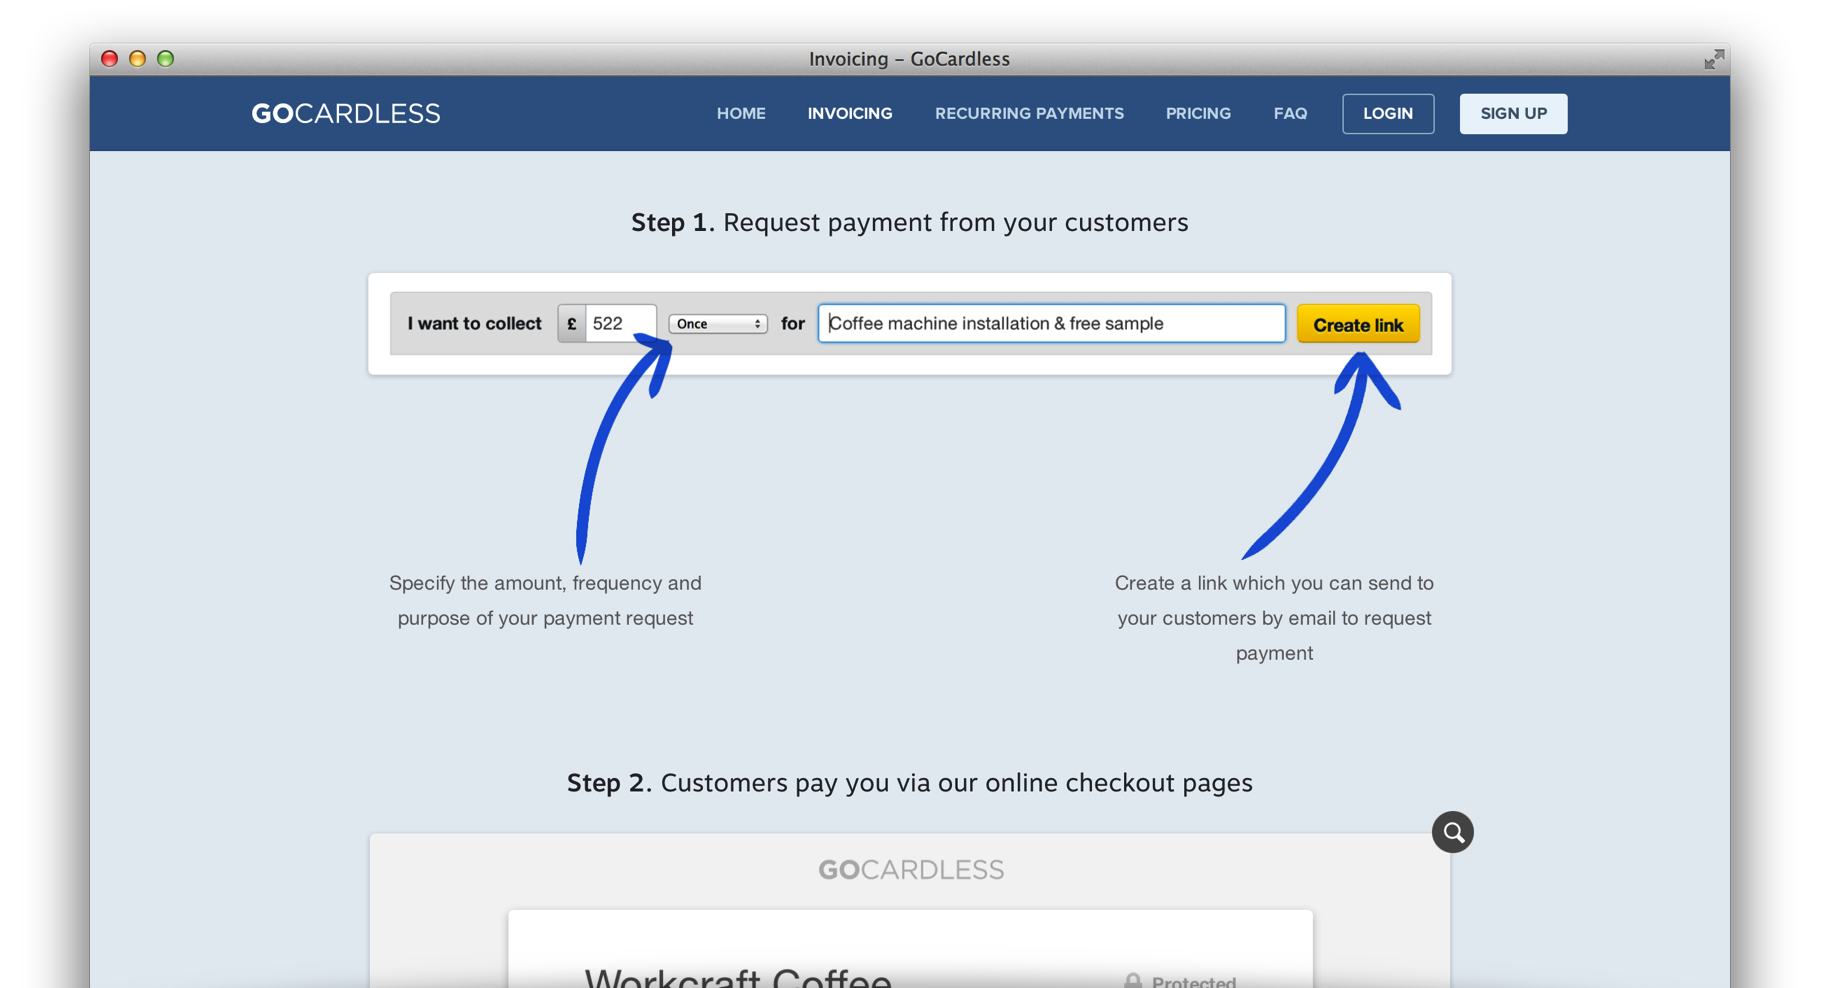 Invoicing – GoCardless
GOCARDLESS HOME INVOICING RECURRING PAYMENTS PRICING FAQ LOGIN SIGN UP
Step 1. Request payment from your customers
I want to collect £ 522 Once for Coffee machine installation & free sample Create link
Specify the amount, frequency and
purpose of your payment request
Create a link which you can send to
your customers by email to request
payment
Step 2. Customers pay you via our online checkout pages
GOCARDLESS
Workcraft Coffee Protected